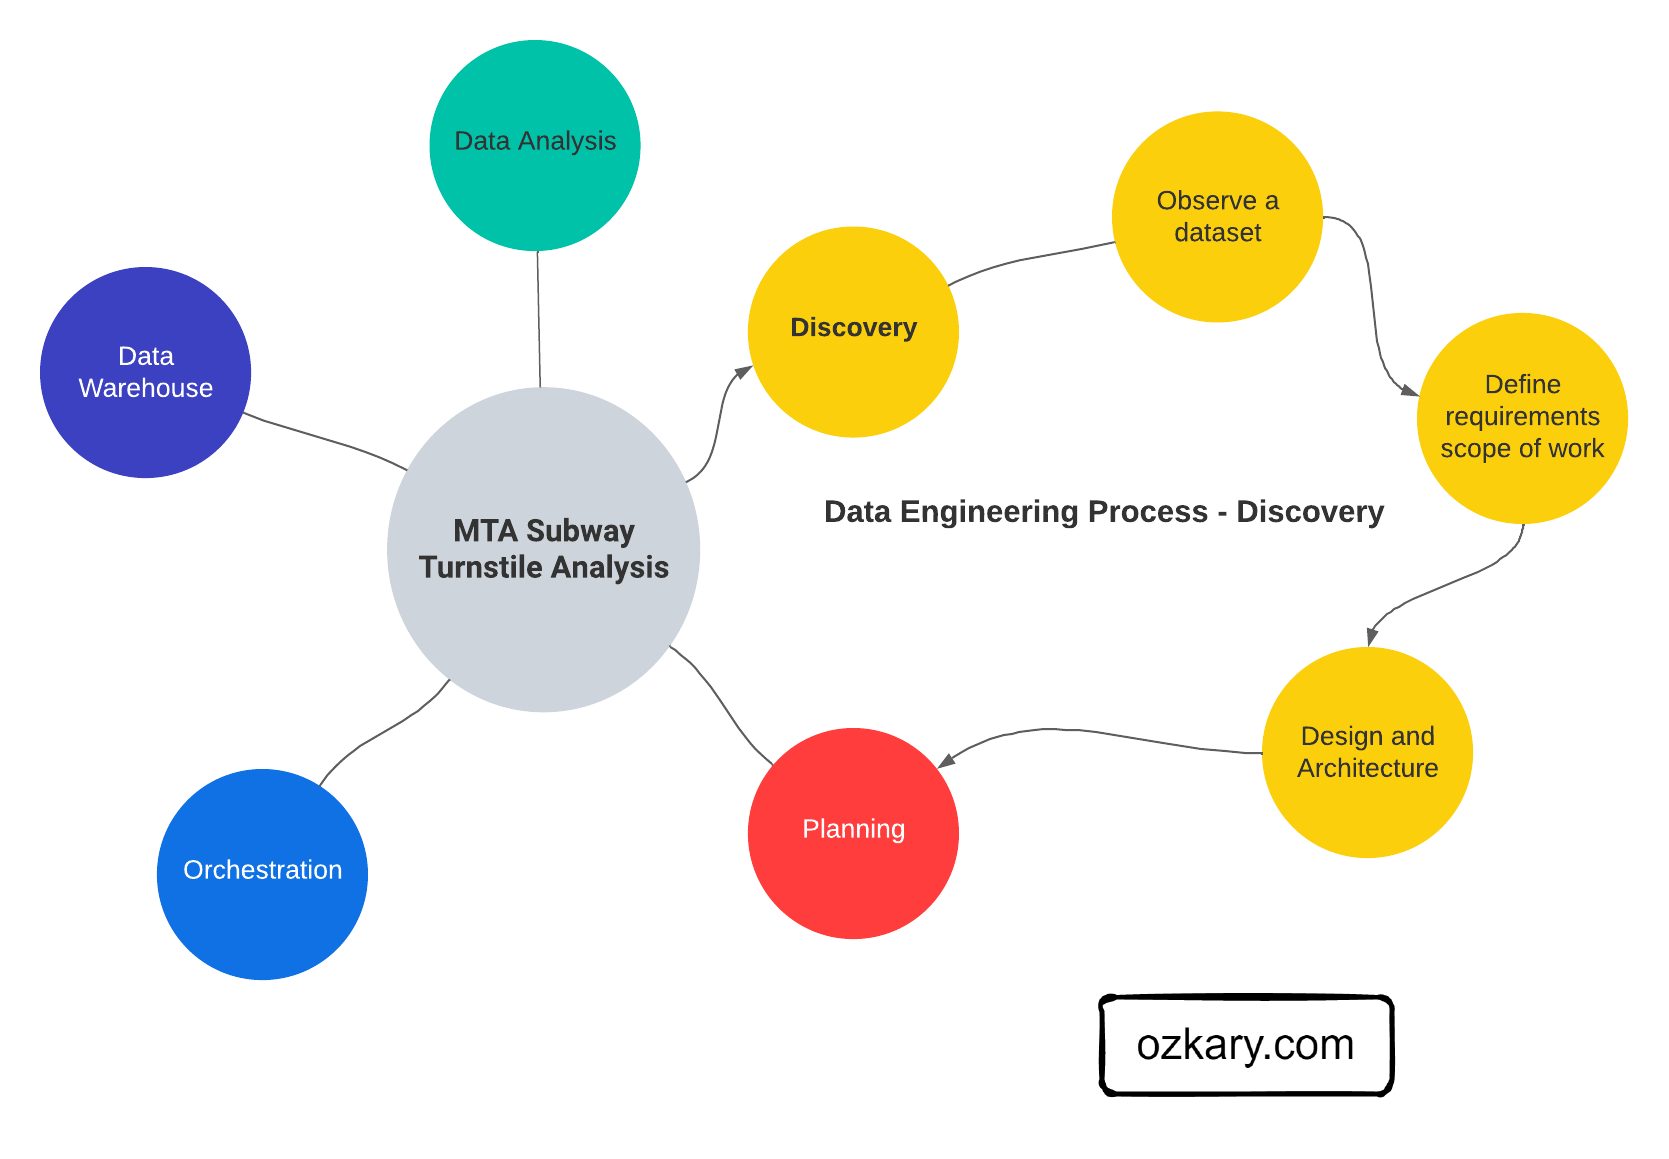 Data Analysis
Observe a
dataset
Discovery
Data
Warehouse
Define
requirements
scope of work
Data Engineering Process - Discovery
MTA Subway
Turnstile Analysis
Design and
Architecture
Planning
Orchestration
ozkary.com